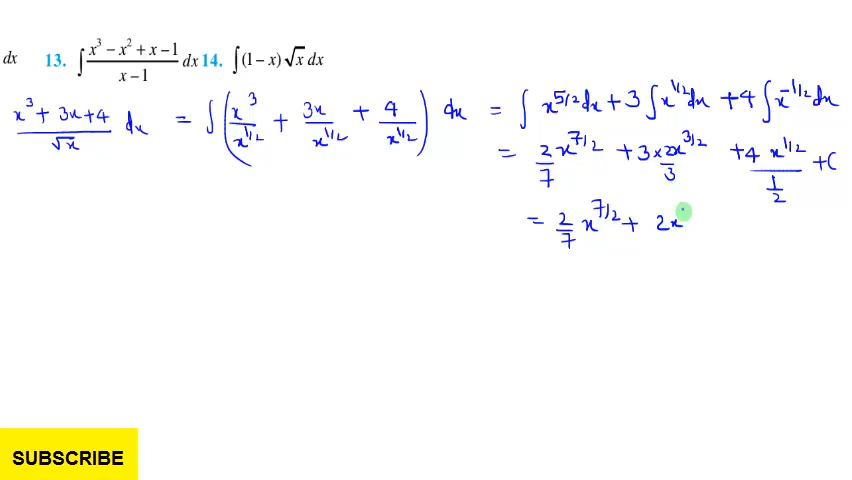 dx 13. ∫ (x³ − x² + x − 1)/(x − 1) dx 14. ∫(1 − x) √x dx
(x³ + 3x + 4)/√x dx = ∫ (x³/x^(1/2) + 3x/x^(1/2) + 4/x^(1/2)) dx = ∫ x^(5/2) dx + 3 ∫ x^(1/2) dx + 4 ∫ x^(-1/2) dx
= 2/7 x^(7/2) + 3 × 2x^(3/2)/3 + 4 x^(1/2)/(1/2) + C
= 2/7 x^(7/2) + 2x
SUBSCRIBE